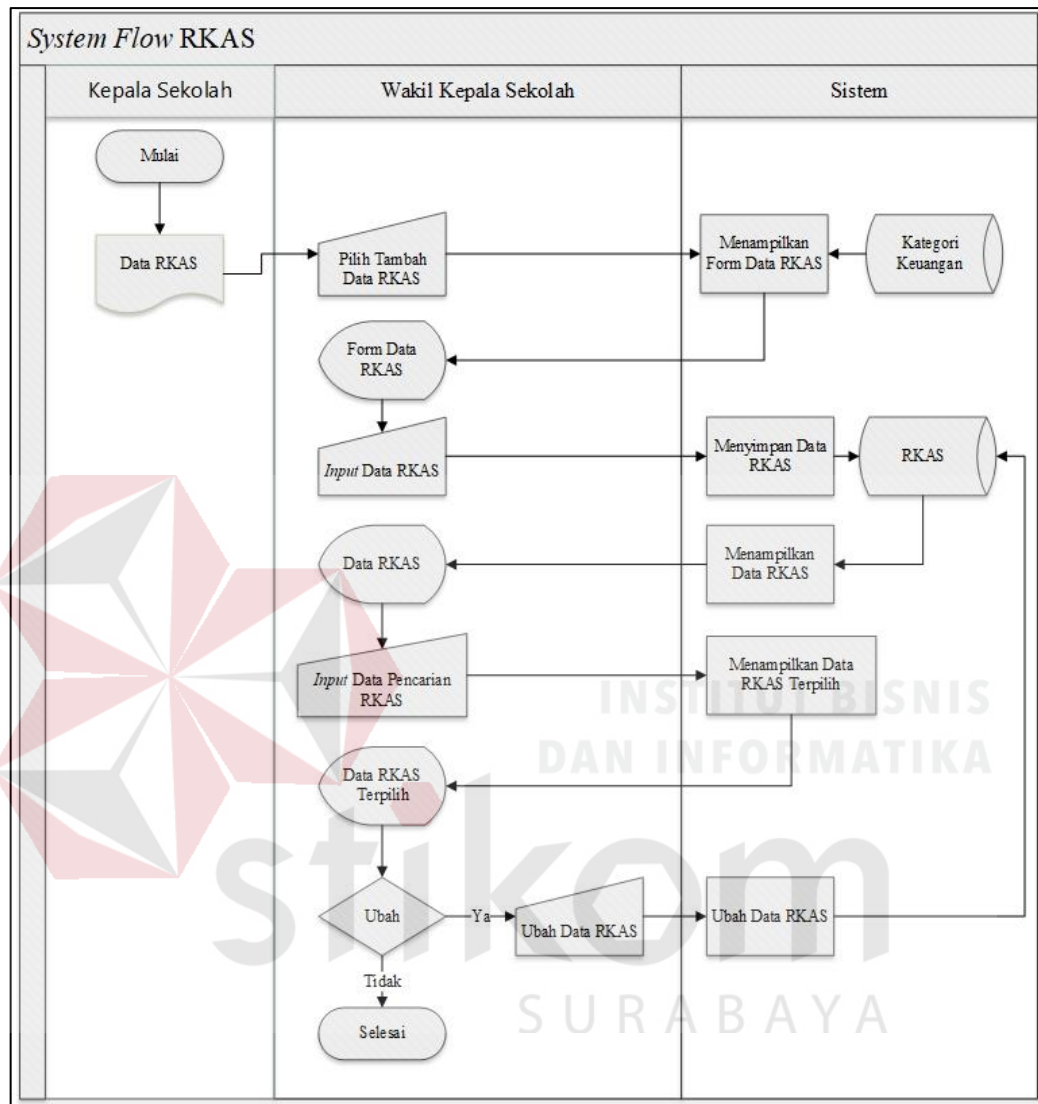 System Flow RKAS
Kepala Sekolah
Wakil Kepala Sekolah
Sistem
Mulai
Data RKAS
Pilih Tambah
Data RKAS
Menampilkan
Form Data RKAS
Kategori
Keuangan
Form Data
RKAS
Input Data RKAS
Menyimpan Data
RKAS
RKAS
Data RKAS
Menampilkan
Data RKAS
Input Data Pencarian
RKAS
Menampilkan Data
RKAS Terpilih
INSTITUT BISNIS
DAN INFORMATIKA
Data RKAS
Terpilih
stikom
Ubah
Ya
Ubah Data RKAS
Ubah Data RKAS
Tidak
SURABAYA
Selesai